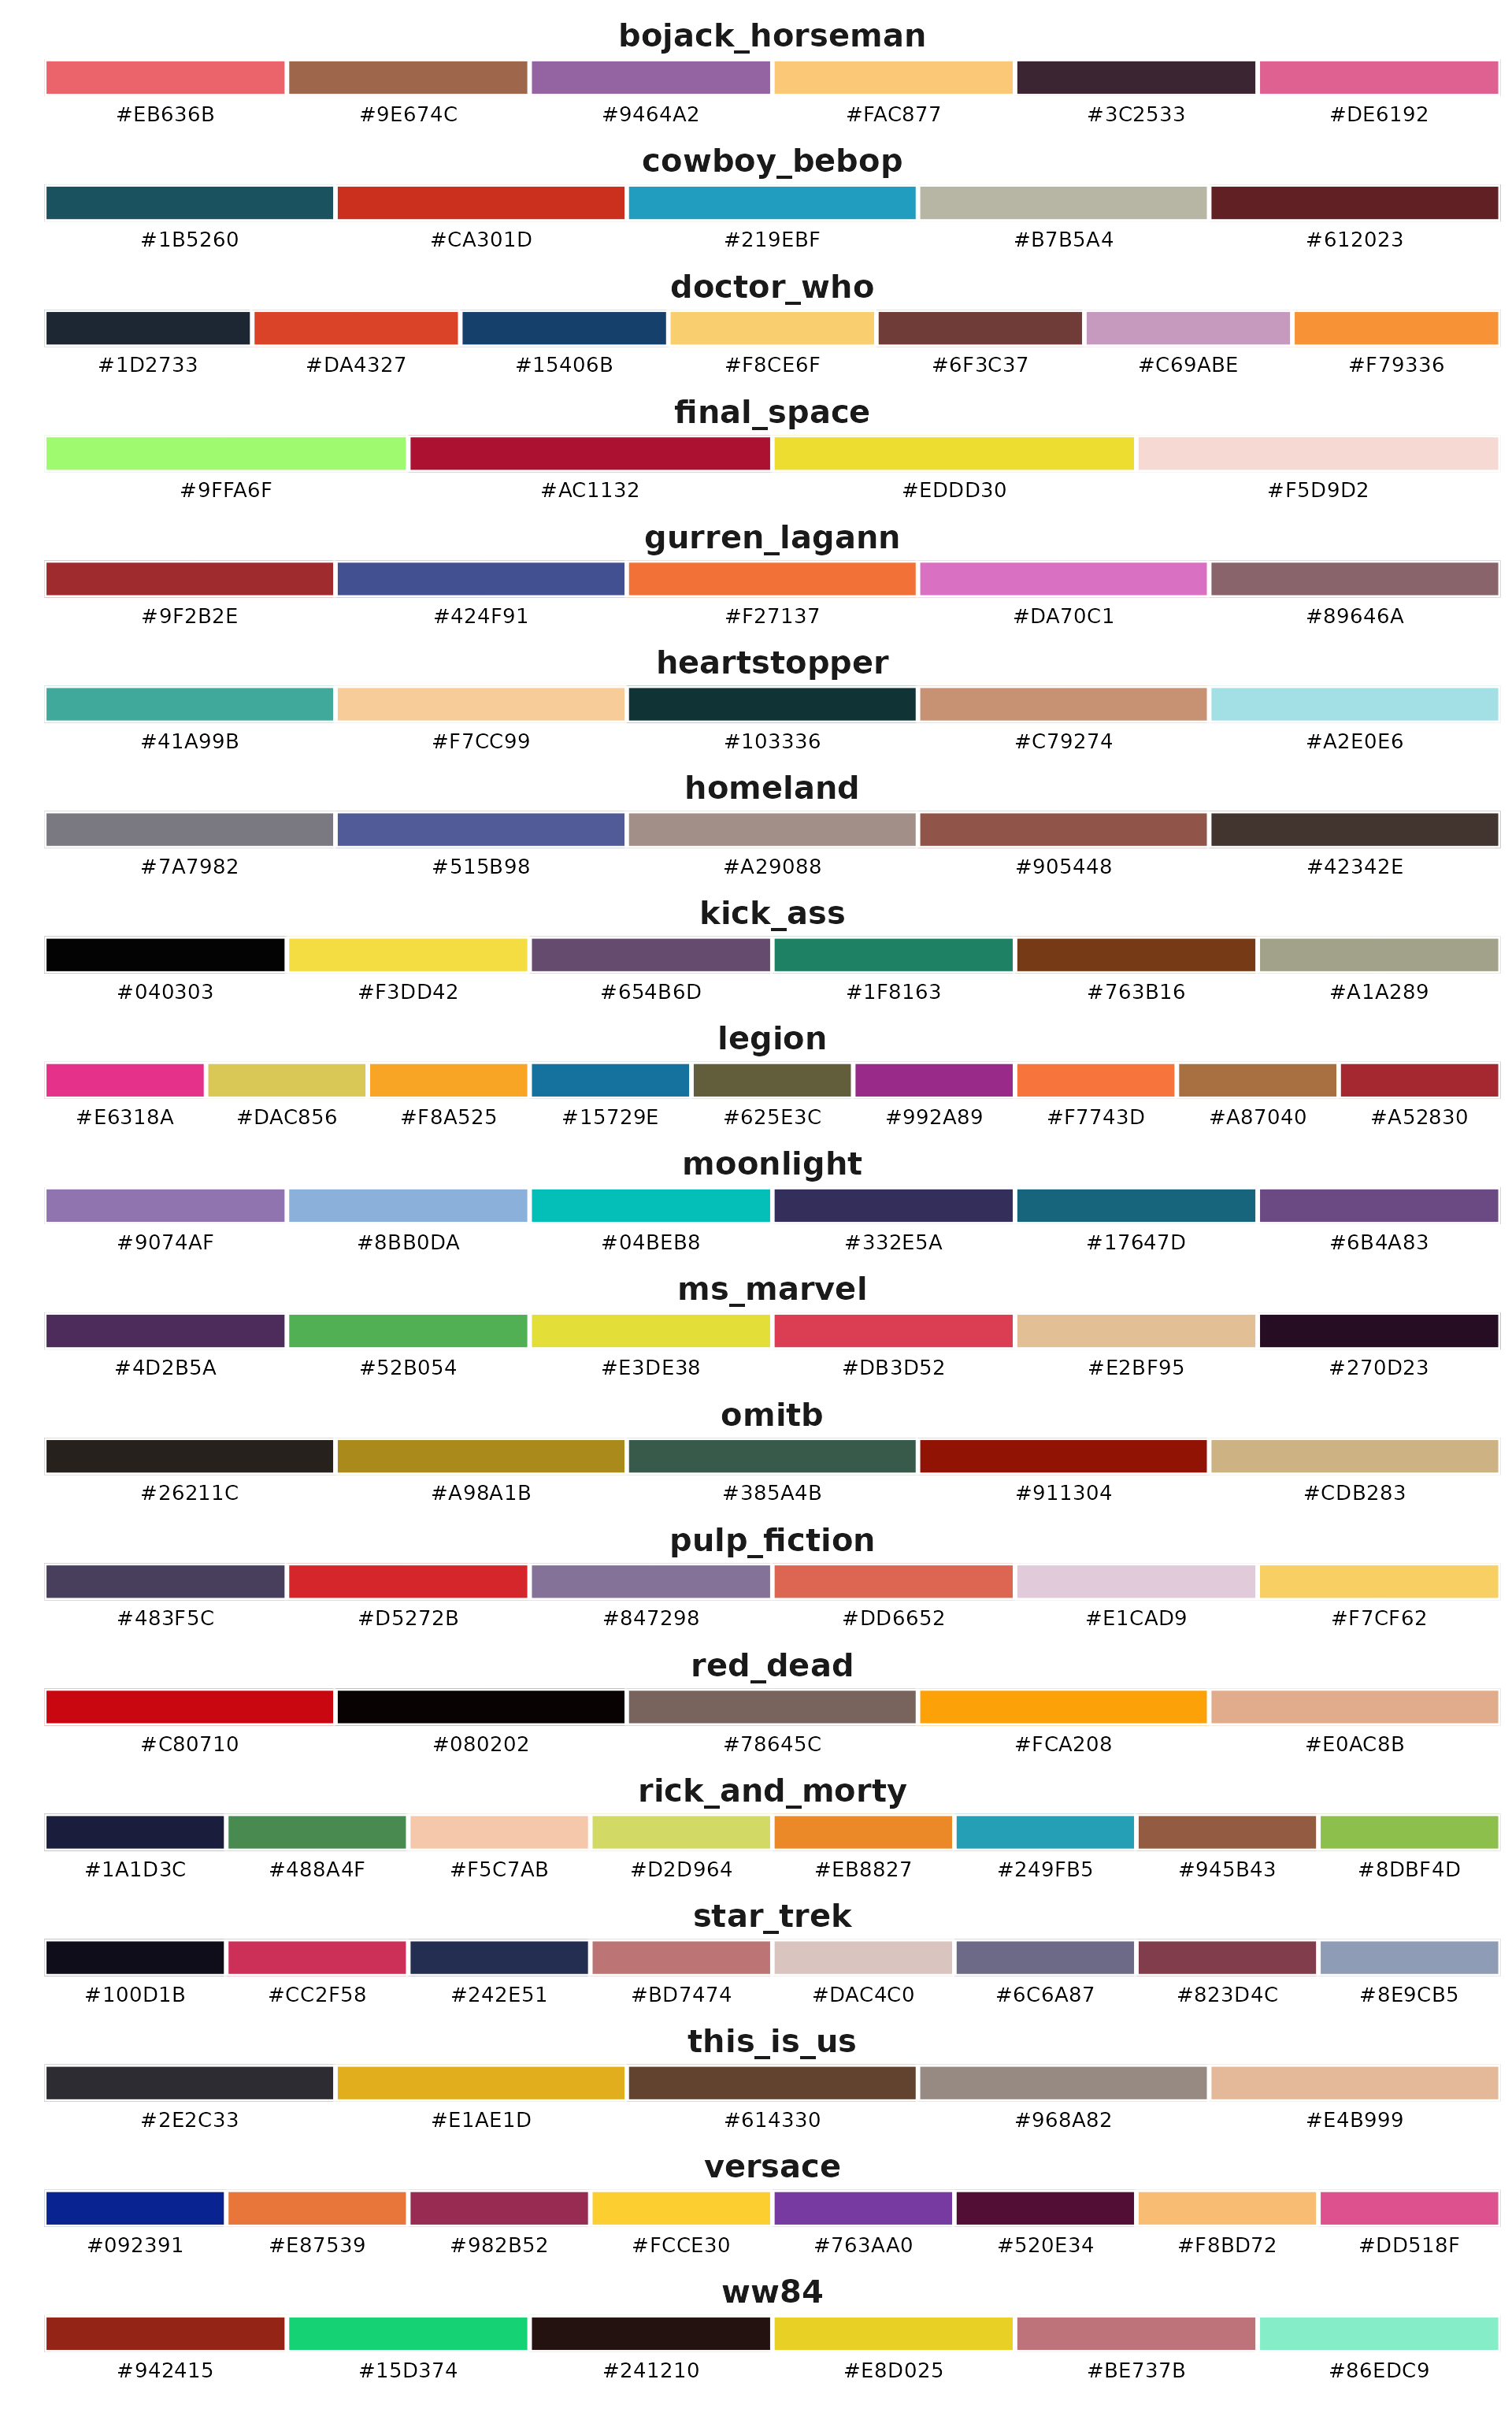 bojack_horseman
#EB636B #9E674C #9464A2 #FAC877 #3C2533 #DE6192
cowboy_bebop
#1B5260 #CA301D #219EBF #B7B5A4 #612023
doctor_who
#1D2733 #DA4327 #15406B #F8CE6F #6F3C37 #C69ABE #F79336
final_space
#9FFA6F #AC1132 #EDDD30 #F5D9D2
gurren_lagann
#9F2B2E #424F91 #F27137 #DA70C1 #89646A
heartstopper
#41A99B #F7CC99 #103336 #C79274 #A2E0E6
homeland
#7A7982 #515B98 #A29088 #905448 #42342E
kick_ass
#040303 #F3DD42 #654B6D #1F8163 #763B16 #A1A289
legion
#E6318A #DAC856 #F8A525 #15729E #625E3C #992A89 #F7743D #A87040 #A52830
moonlight
#9074AF #8BB0DA #04BEB8 #332E5A #17647D #6B4A83
ms_marvel
#4D2B5A #52B054 #E3DE38 #DB3D52 #E2BF95 #270D23
omitb
#26211C #A98A1B #385A4B #911304 #CDB283
pulp_fiction
#483F5C #D5272B #847298 #DD6652 #E1CAD9 #F7CF62
red_dead
#C80710 #080202 #78645C #FCA208 #E0AC8B
rick_and_morty
#1A1D3C #488A4F #F5C7AB #D2D964 #EB8827 #249FB5 #945B43 #8DBF4D
star_trek
#100D1B #CC2F58 #242E51 #BD7474 #DAC4C0 #6C6A87 #823D4C #8E9CB5
this_is_us
#2E2C33 #E1AE1D #614330 #968A82 #E4B999
versace
#092391 #E87539 #982B52 #FCCE30 #763AA0 #520E34 #F8BD72 #DD518F
ww84
#942415 #15D374 #241210 #E8D025 #BE737B #86EDC9